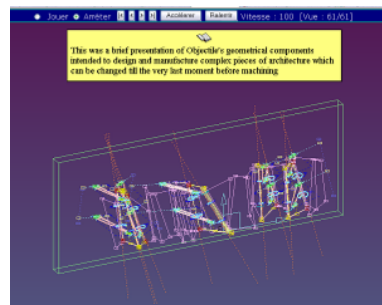 Jouer Arrêter Accélérer Ralentir Vitesse : 100 [Vue : 61/61]
This was a brief presentation of Objectile's geometrical components
intended to design and manufacture complex pieces of architecture which
can be changed till the very last moment before machining